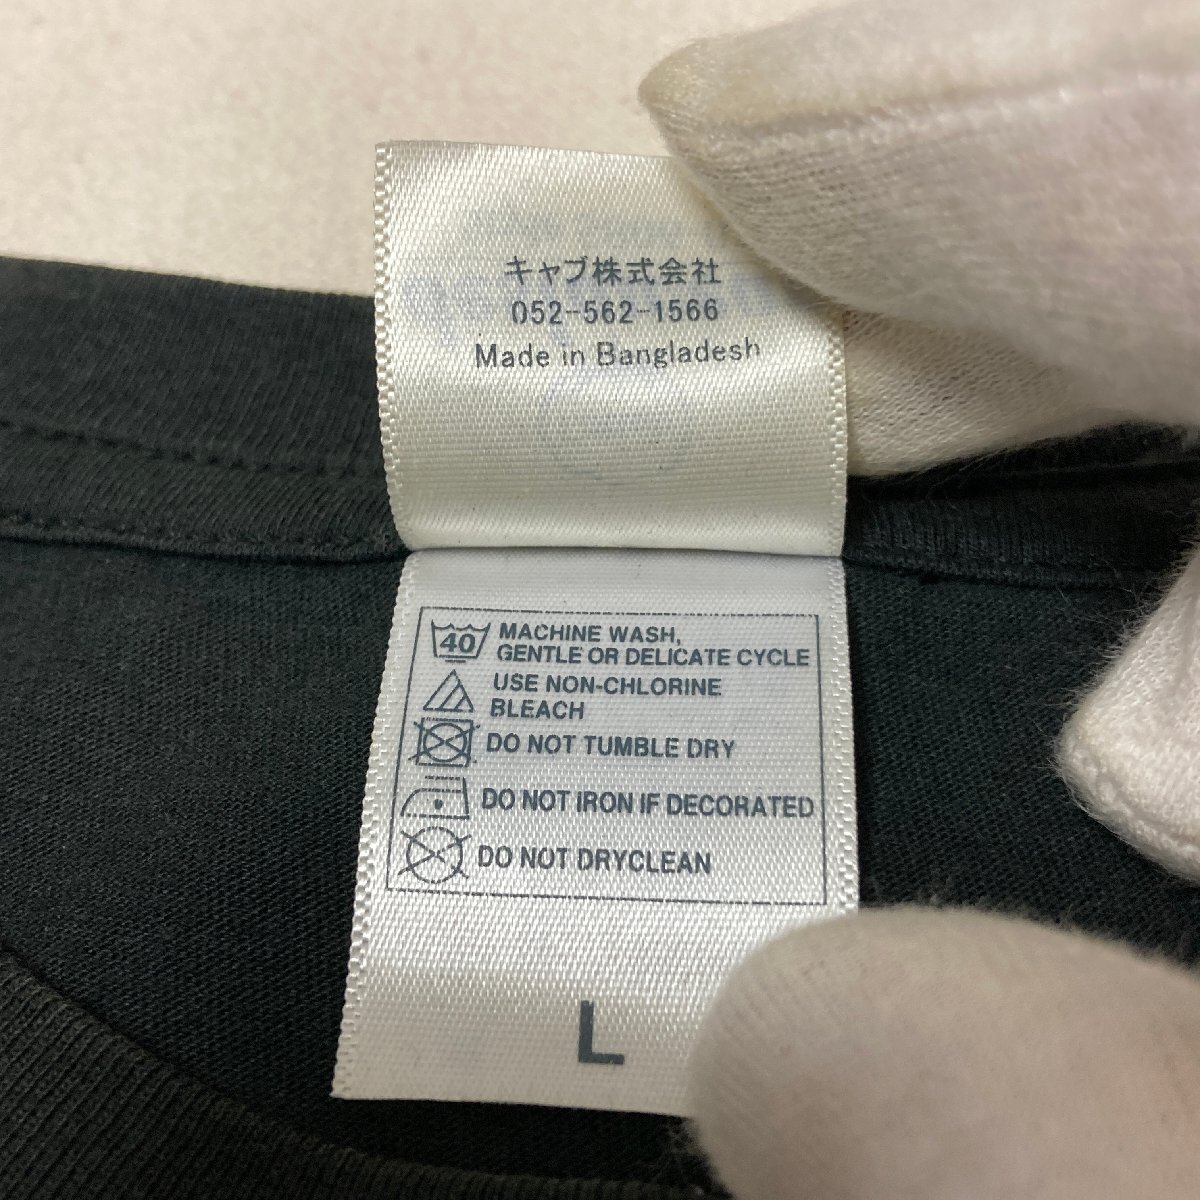 キャブ株式会社
052-562-1566
Made in Bangladesh
40 MACHINE WASH,
GENTLE OR DELICATE CYCLE
USE NON-CHLORINE
BLEACH
DO NOT TUMBLE DRY
DO NOT IRON IF DECORATED
DO NOT DRYCLEAN
L